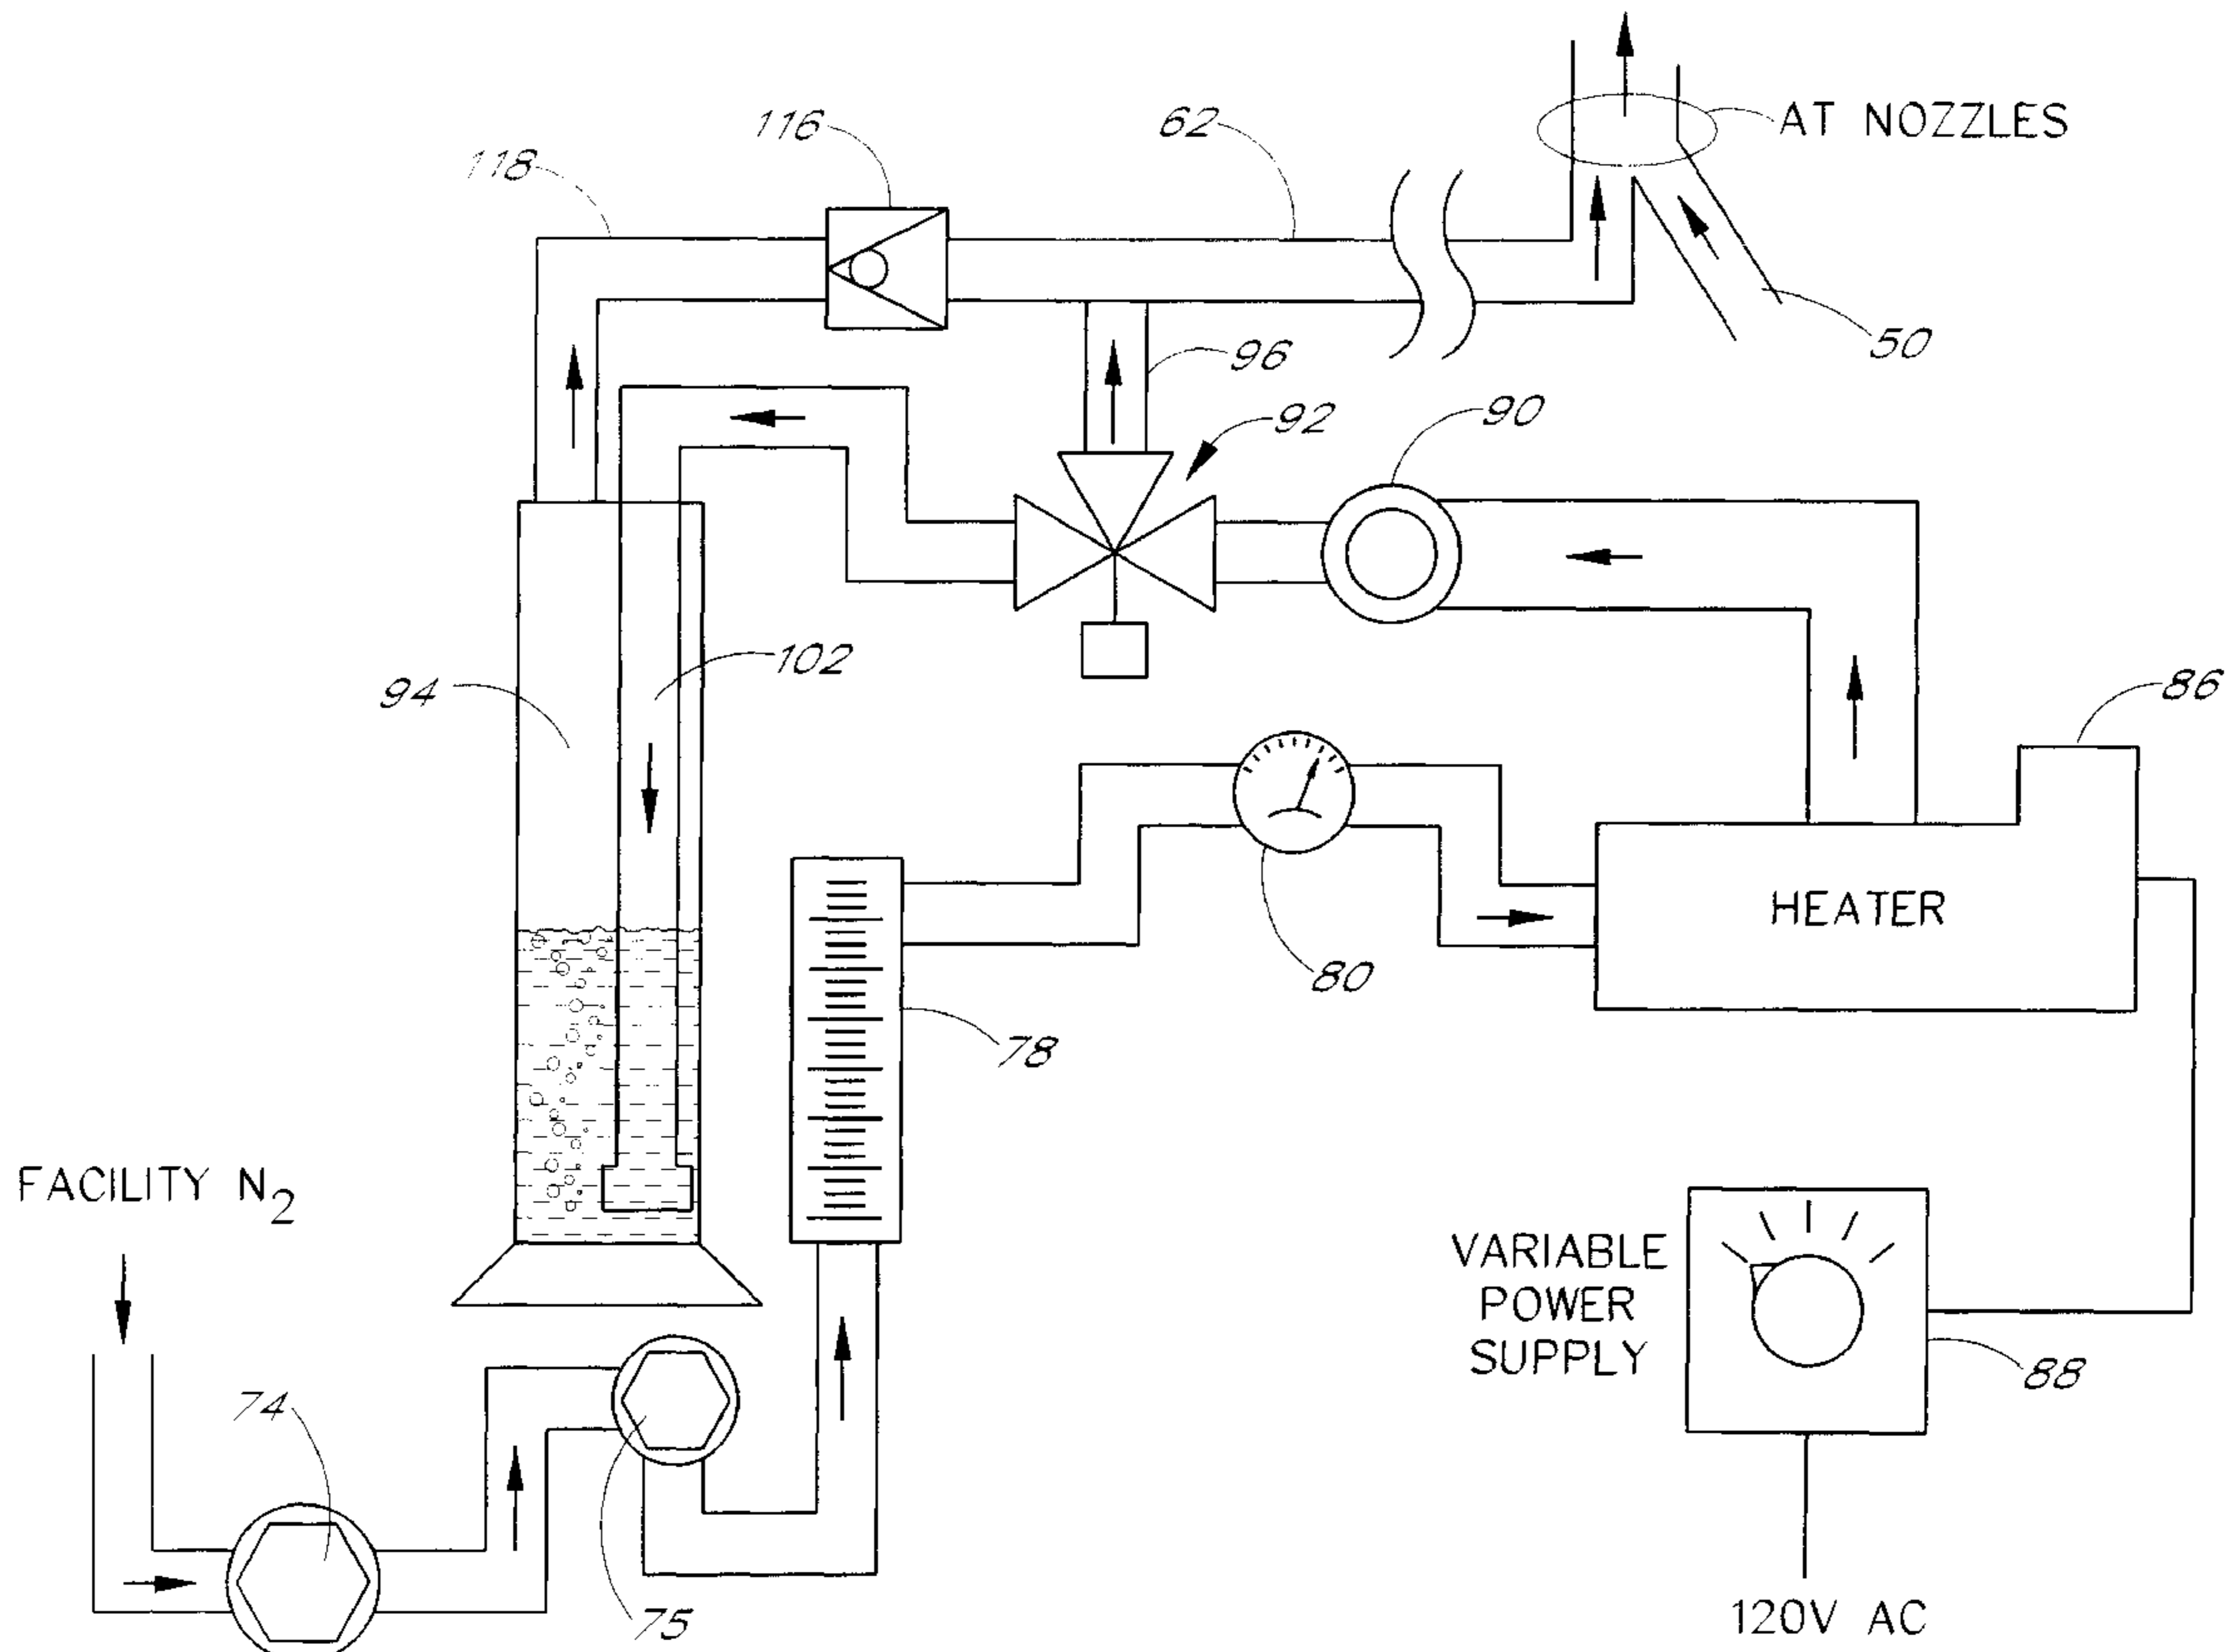 AT NOZZLES
116
62
118
50
96
92
90
102
94
86
HEATER
80
78
FACILITY N2
VARIABLE
POWER
SUPPLY
88
74
75
120V AC